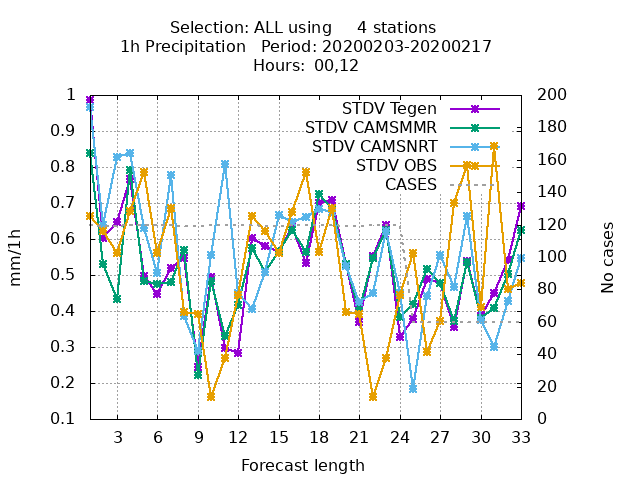 Selection: ALL using     4 stations
1h Precipitation   Period: 20200203-20200217
Hours:  00,12
STDV Tegen
STDV CAMSMMR
STDV CAMSNRT
STDV OBS
CASES
1
0.9
0.8
0.7
0.6
0.5
0.4
0.3
0.2
0.1
mm/1h
200
180
160
140
120
100
80
60
40
20
0
No cases
3 6 9 12 15 18 21 24 27 30 33
Forecast length